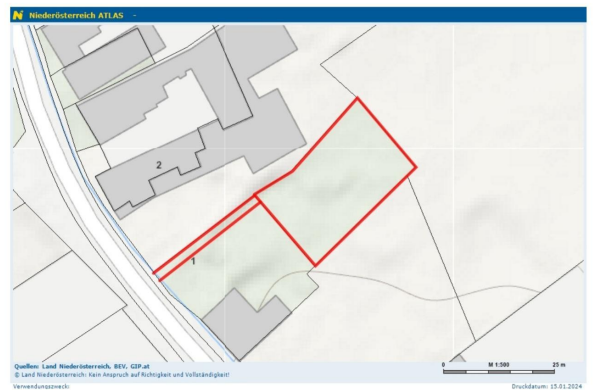 N Niederösterreich ATLAS -
2
1
Quellen: Land Niederösterreich, BEV, GIP.at
© Land Niederösterreich: Kein Anspruch auf Richtigkeit und Vollständigkeit!
0 M 1:500 25 m
Verwendungszweck: Druckdatum: 15.01.2024